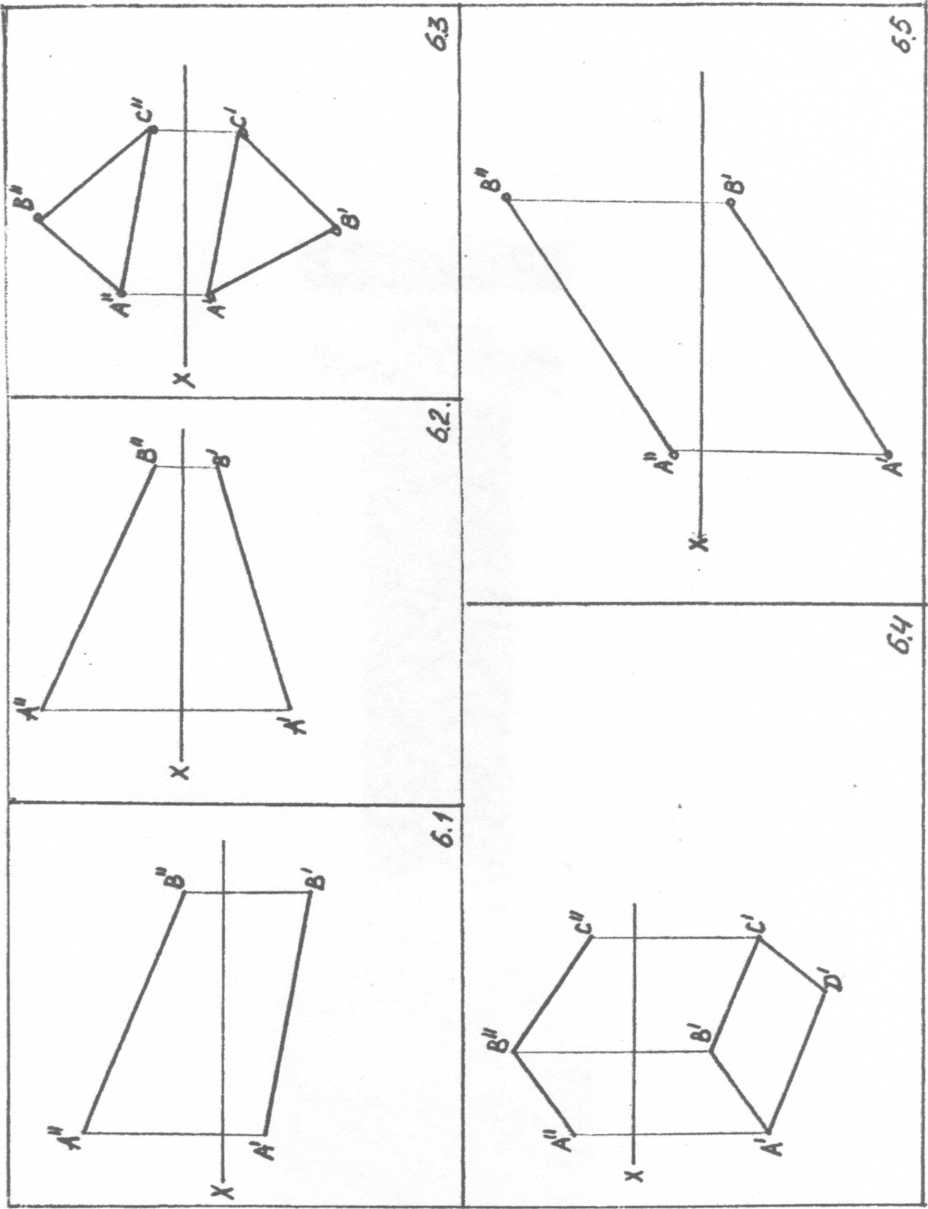 A" B"
X
A' B'
6.1
A" B"
X
A' B'
6.2.
B"
A" C"
X
A' C'
B'
6.3
B"
A" C"
X
B'
A' C'
D'
6.4
B"
A"
X
B'
A'
6.5